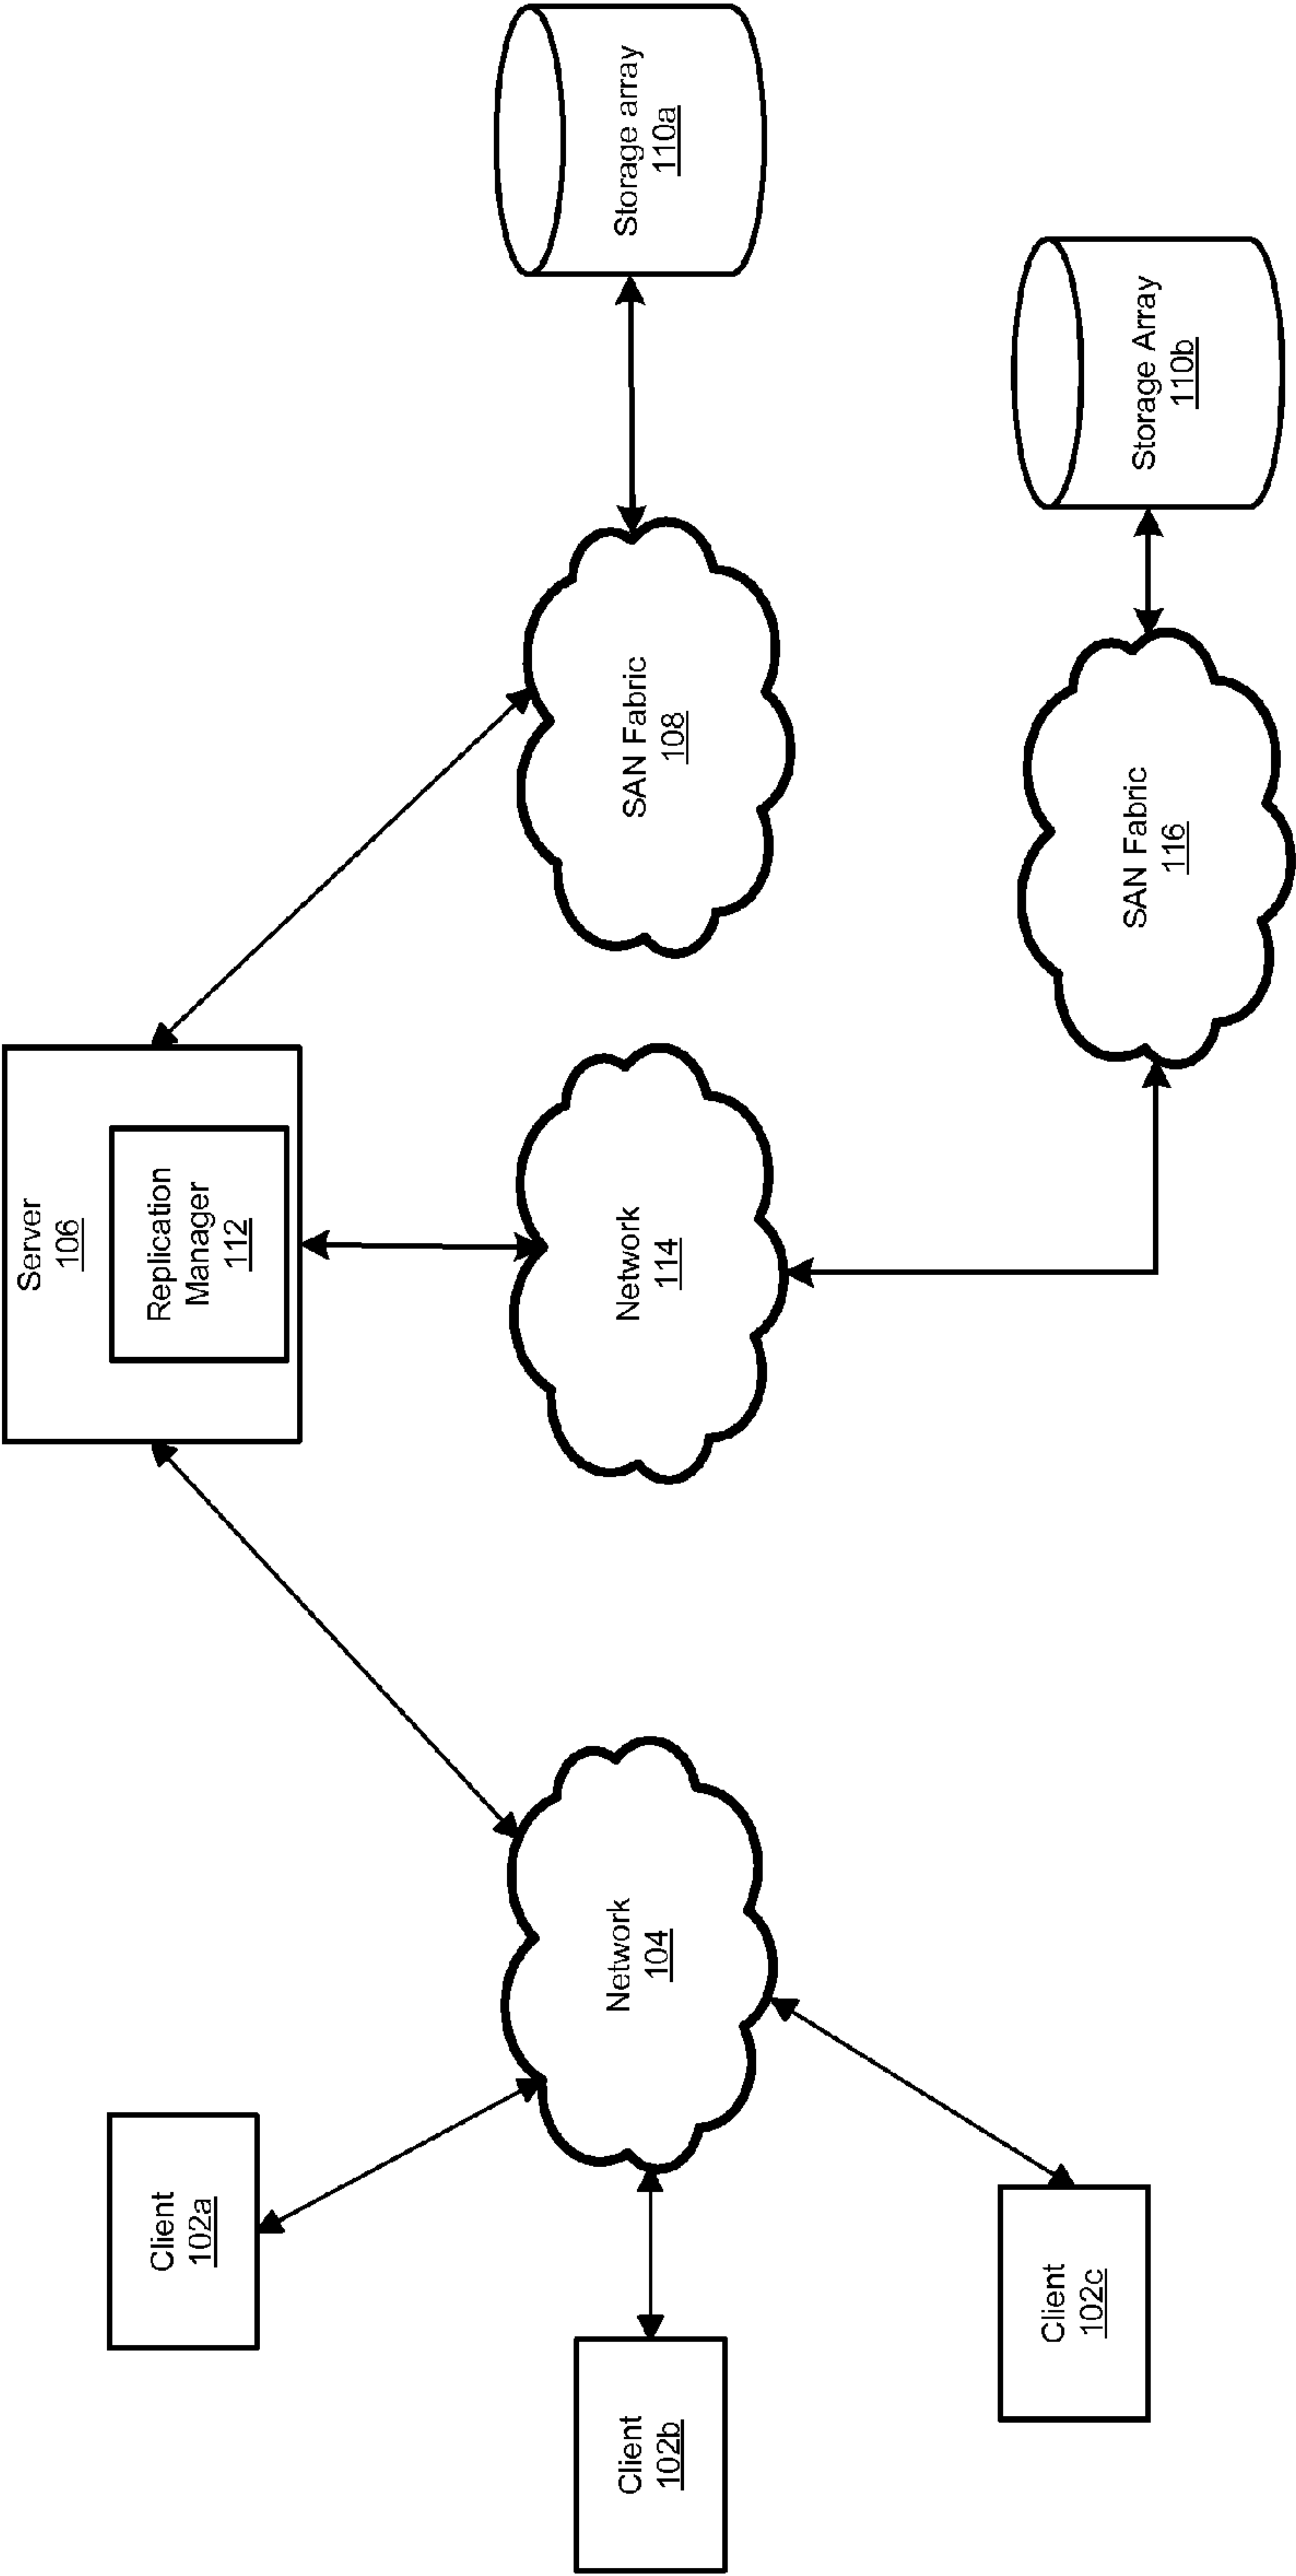 Server
106
Replication
Manager
112
Client
102a
Network
104
Network
114
SAN Fabric
108
Storage array
110a
Client
102b
Client
102c
SAN Fabric
116
Storage Array
110b